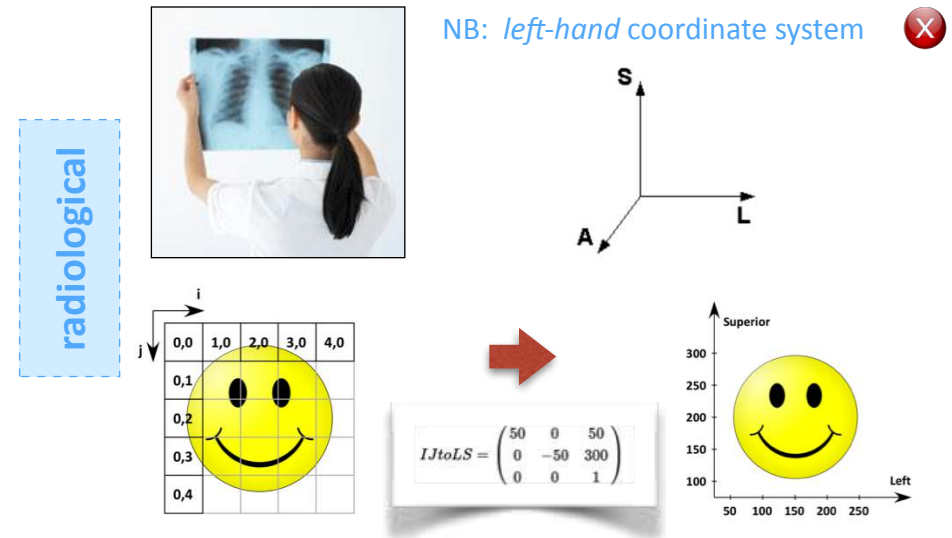 NB: left-hand coordinate system
X
radiological
S
A
L
i
j
0,0 1,0 2,0 3,0 4,0
0,1
0,2
0,3
0,4
IJtoLS = ( 50 0 50
0 −50 300
0 0 1 )
Superior
300
250
200
150
100
Left
50 100 150 200 250